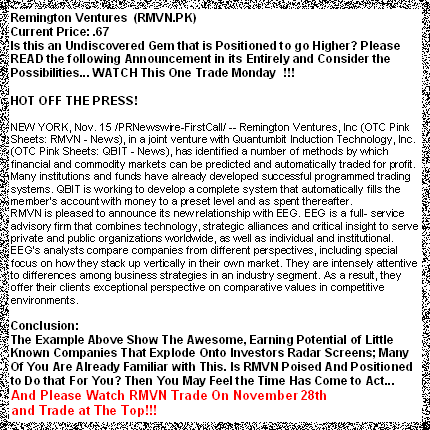 Remington Ventures (RMVN.PK)
Current Price: .67
Is this an Undiscovered Gem that is Positioned to go Higher? Please
READ the following Announcement in its Entirely and Consider the
Possibilities... WATCH This One Trade Monday !!!
HOT OFF THE PRESS!
NEW YORK, Nov. 15 /PRNewswire-FirstCall/ -- Remington Ventures, Inc (OTC Pink
Sheets: RMVN - News), in a joint venture with Quantumbit Induction Technology, Inc.
(OTC Pink Sheets: QBIT - News), has identified a number of methods by which
financial and commodity markets can be predicted and automatically traded for profit.
Many institutions and funds have already developed successful programmed trading
systems. QBIT is working to develop a complete system that automatically fills the
member's account with money to a preset level and as spent thereafter.
RMVN is pleased to announce its new relationship with EEG. EEG is a full- service
advisory firm that combines technology, strategic alliances and critical insight to serve
private and public organizations worldwide, as well as individual and institutional.
EEG's analysts compare companies from different perspectives, including special
focus on how they stack up vertically in their own market. They are intensely attentive
to differences among business strategies in an industry segment. As a result, they
offer their clients exceptional perspective on comparative values in competitive
environments.
Conclusion:
The Example Above Show The Awesome, Earning Potential of Little
Known Companies That Explode Onto Investors Radar Screens; Many
Of You Are Already Familiar with This. Is RMVN Poised And Positioned
to Do that For You? Then You May Feel the Time Has Come to Act...
And Please Watch RMVN Trade On November 28th
and Trade at The Top!!!